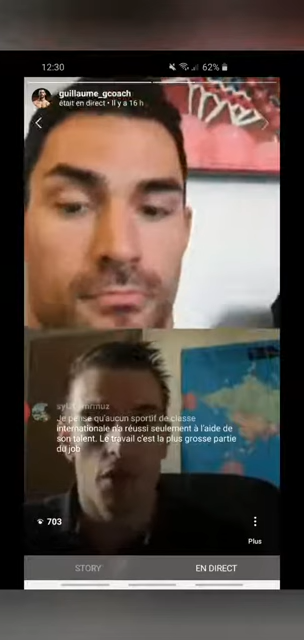 12:30
62%
guillaume_gcoach
était en direct • Il y a 16 h
Je pense qu'aucun sportif de classe
internationale n'a réussi seulement à l'aide de
son talent. Le travail c'est la plus grosse partie
du job
703
Plus
STORY
EN DIRECT